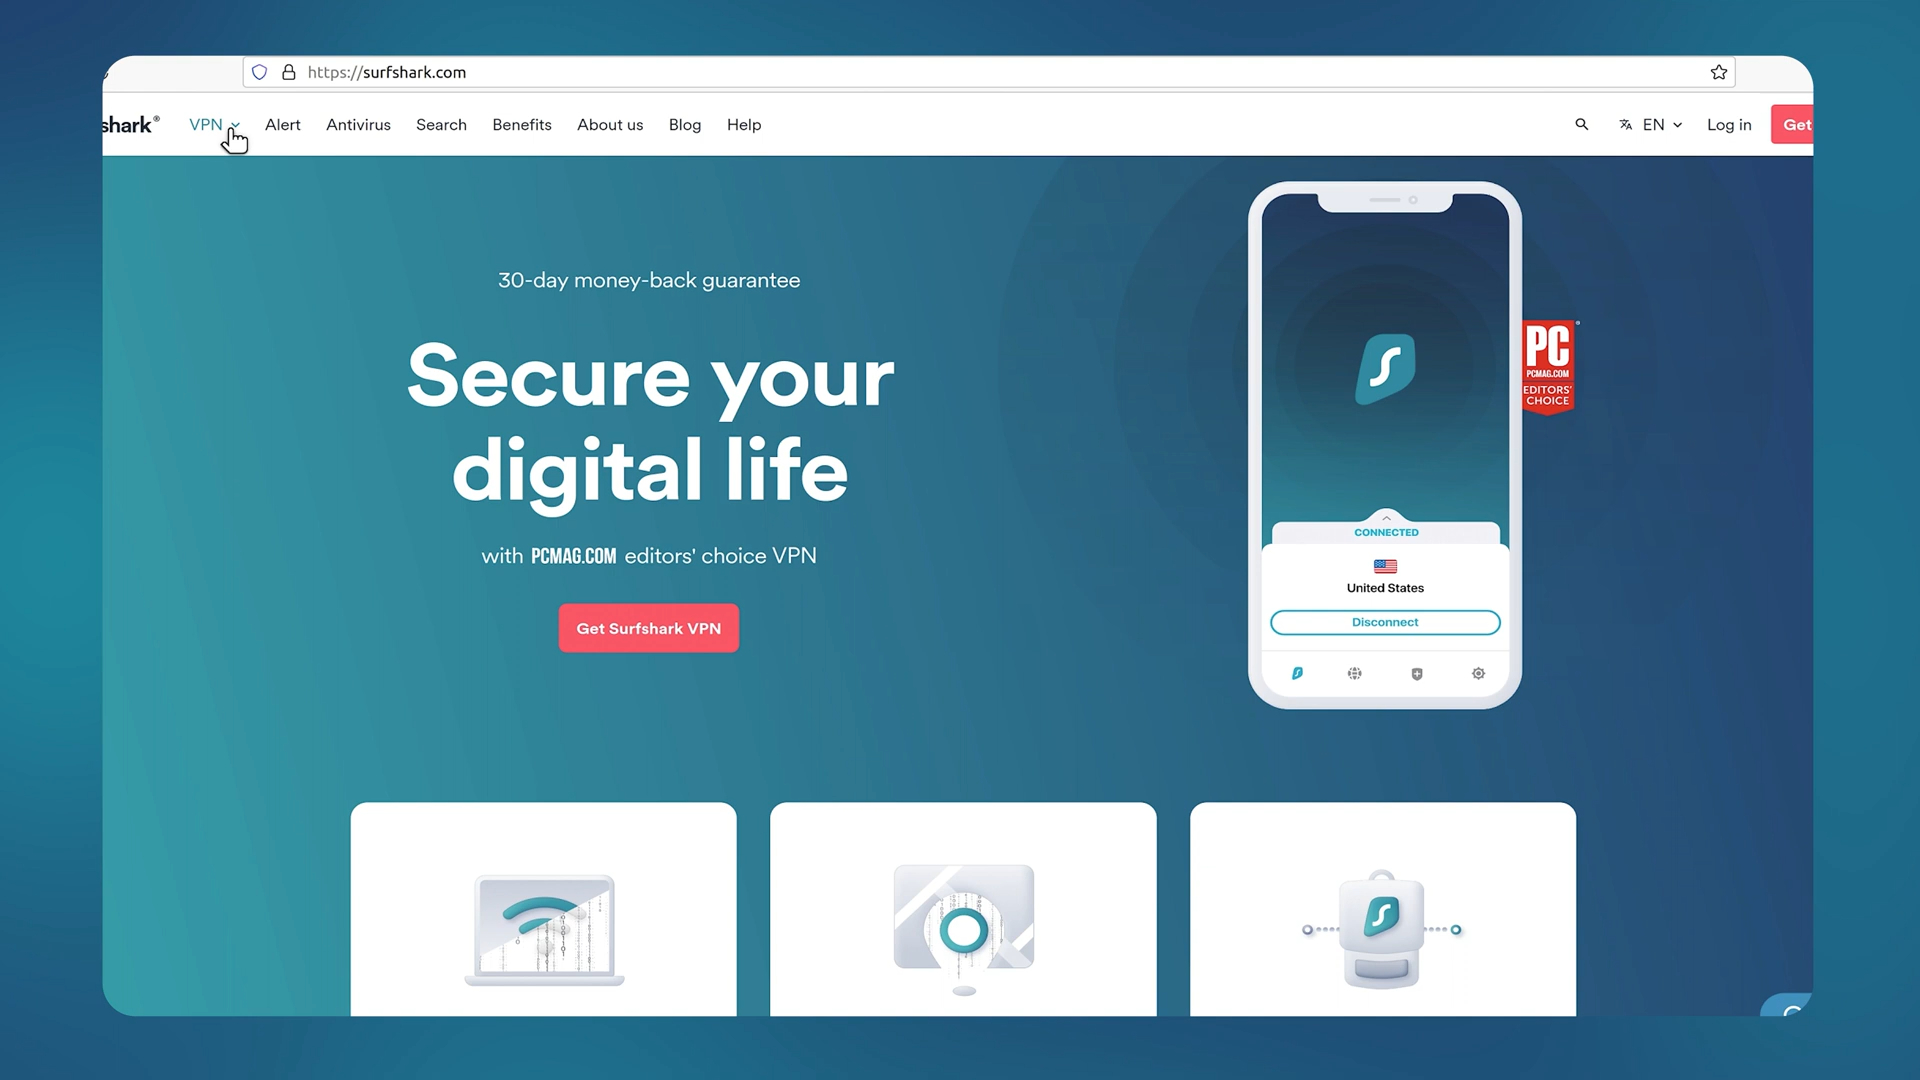 https://surfshark.com
shark®
VPN
Alert
Antivirus
Search
Benefits
About us
Blog
Help
EN
Log in
Get
30-day money-back guarantee
Secure your
digital life
with PCMAG.COM editors' choice VPN
Get Surfshark VPN
PC
PCMAG.COM
EDITORS'
CHOICE
CONNECTED
United States
Disconnect